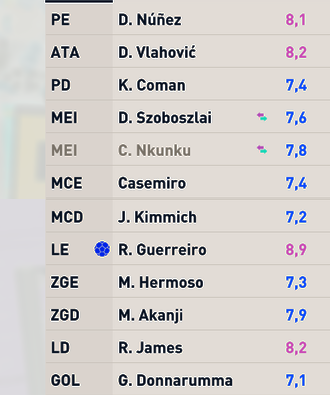 PE D. Núñez 8,1
ATA D. Vlahović 8,2
PD K. Coman 7,4
MEI D. Szoboszlai 7,6
MEI C. Nkunku 7,8
MCE Casemiro 7,4
MCD J. Kimmich 7,2
LE R. Guerreiro 8,9
ZGE M. Hermoso 7,3
ZGD M. Akanji 7,9
LD R. James 8,2
GOL G. Donnarumma 7,1